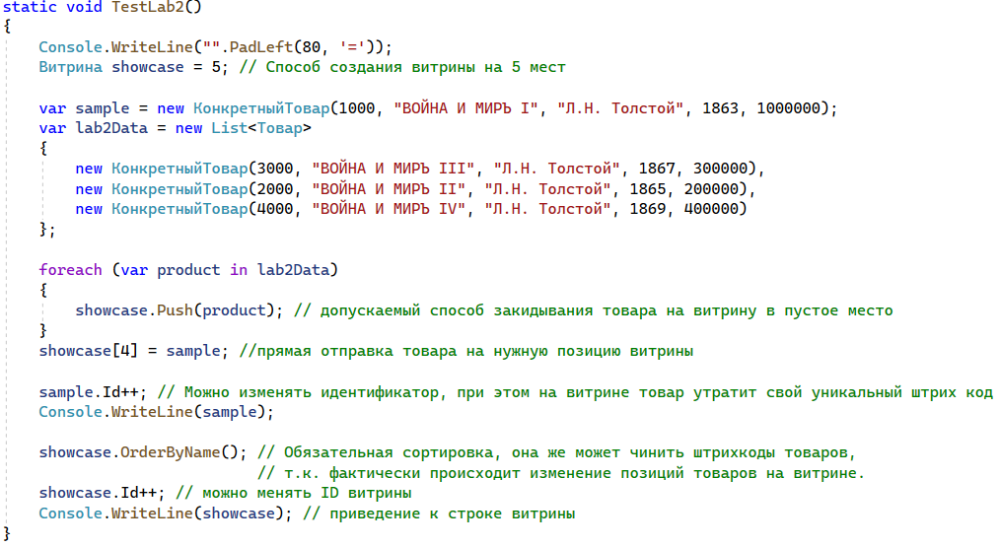 static void TestLab2()
{
    Console.WriteLine("".PadLeft(80, '='));
    Витрина showcase = 5; // Способ создания витрины на 5 мест

    var sample = new КонкретныйТовар(1000, "ВОЙНА И МИРЪ I", "Л.Н. Толстой", 1863, 1000000);
    var lab2Data = new List<Товар>
    {
        new КонкретныйТовар(3000, "ВОЙНА И МИРЪ III", "Л.Н. Толстой", 1867, 300000),
        new КонкретныйТовар(2000, "ВОЙНА И МИРЪ II", "Л.Н. Толстой", 1865, 200000),
        new КонкретныйТовар(4000, "ВОЙНА И МИРЪ IV", "Л.Н. Толстой", 1869, 400000)
    };

    foreach (var product in lab2Data)
    {
        showcase.Push(product); // допускаемый способ закидывания товара на витрину в пустое место
    }
    showcase[4] = sample; //прямая отправка товара на нужную позицию витрины

    sample.Id++; // Можно изменять идентификатор, при этом на витрине товар утратит свой уникальный штрих код
    Console.WriteLine(sample);

    showcase.OrderByName(); // Обязательная сортировка, она же может чинить штрихкоды товаров,
                            // т.к. фактически происходит изменение позиций товаров на витрине.
    showcase.Id++; // можно менять ID витрины
    Console.WriteLine(showcase); // приведение к строке витрины
}